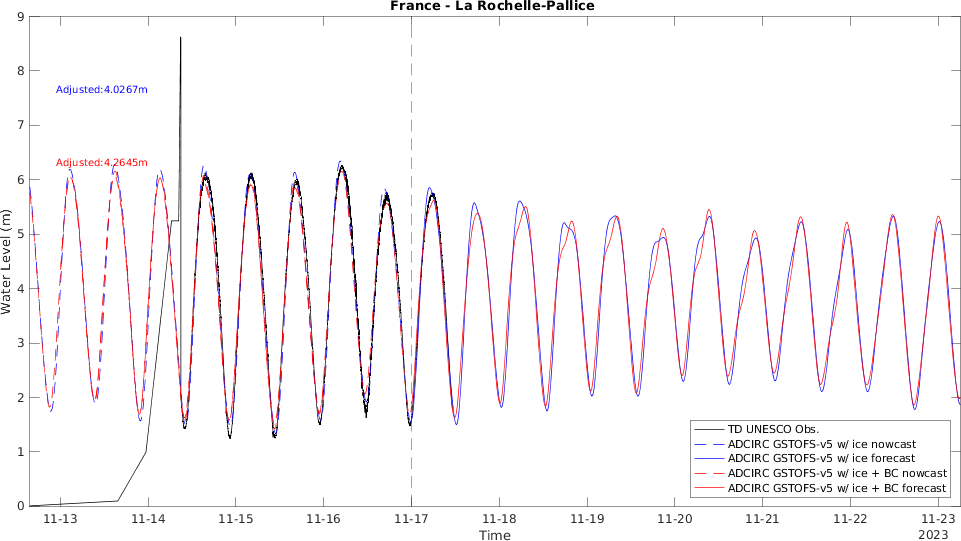 France - La Rochelle-Pallice
9
8
7
6
5
4
3
2
1
0
Water Level (m)
Adjusted:4.0267m
Adjusted:4.2645m
TD UNESCO Obs.
ADCIRC GSTOFS-v5 w/ ice nowcast
ADCIRC GSTOFS-v5 w/ ice forecast
ADCIRC GSTOFS-v5 w/ ice + BC nowcast
ADCIRC GSTOFS-v5 w/ ice + BC forecast
11-13 11-14 11-15 11-16 11-17 11-18 11-19 11-20 11-21 11-22 11-23
Time
2023